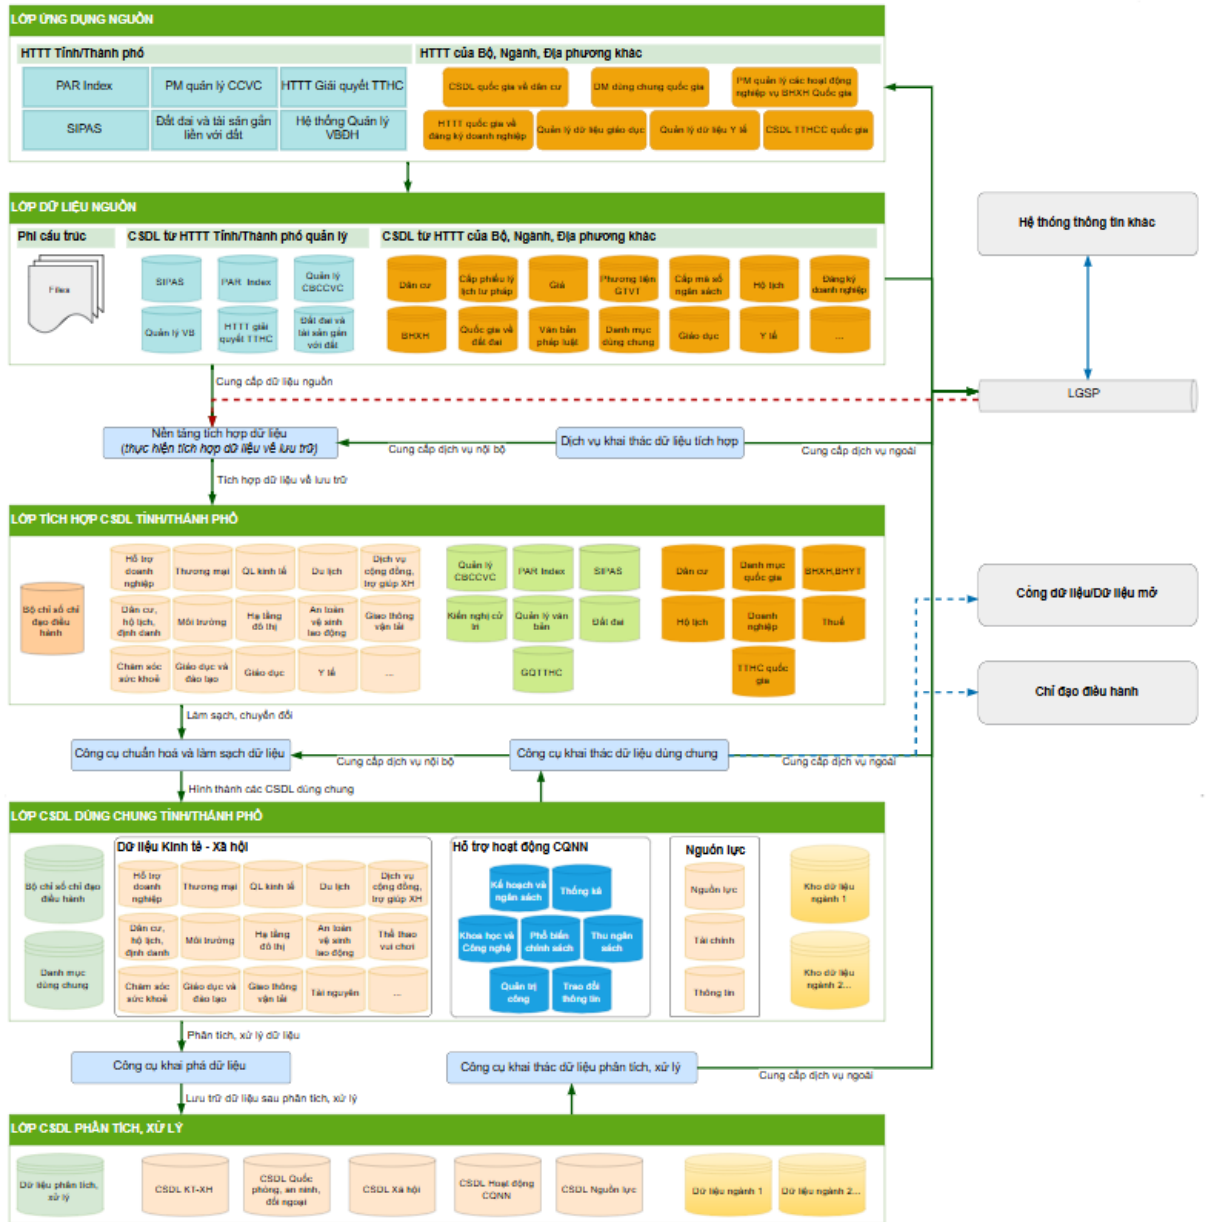 LỚP ỨNG DỤNG NGUỒN
HTTT Tỉnh/Thành phố
HTTT của Bộ, Ngành, Địa phương khác
PAR Index
PM quản lý CCVC
HTTT Giải quyết TTHC
SIPAS
Đất đai và tài sản gắn
liền với đất
Hệ thống Quản lý
VBĐH
CSDL quốc gia về dân cư
DM dùng chung quốc gia
PM quản lý các hoạt động
nghiệp vụ BHXH Quốc gia
HTTT quốc gia về
đăng ký doanh nghiệp
Quản lý dữ liệu giáo dục
Quản lý dữ liệu Y tế
CSDL TTHCC quốc gia
LỚP DỮ LIỆU NGUỒN
Phi cấu trúc
CSDL từ HTTT Tỉnh/Thành phố quản lý
CSDL từ HTTT của Bộ, Ngành, Địa phương khác
Files
SIPAS
PAR Index
Quản lý
CBCCVC
Quản lý VB
HTTT giải
quyết TTHC
Đất đai và
tài sản gắn
với đất
Dân cư
Cấp phiếu lý
lịch tư pháp
Giá
Phương tiện
GTVT
Cấp mã số
ngân sách
Hộ tịch
Đăng ký
doanh nghiệp
BHXH
Quốc gia về
đất đai
Văn bản
pháp luật
Danh mục
dùng chung
Giáo dục
Y tế
...
Hệ thống thông tin khác
LGSP
Cung cấp dữ liệu nguồn
Nền tảng tích hợp dữ liệu
(thực hiện tích hợp dữ liệu về lưu trữ)
Cung cấp dịch vụ nội bộ
Dịch vụ khai thác dữ liệu tích hợp
Cung cấp dịch vụ ngoài
Tích hợp dữ liệu về lưu trữ
LỚP TÍCH HỢP CSDL TỈNH/THÀNH PHỐ
Bộ chỉ số chỉ
đạo điều
hành
Hỗ trợ
doanh
nghiệp
Thương mại
QL kinh tế
Du lịch
Dịch vụ
cộng đồng,
trợ giúp XH
Dân cư,
hộ tịch,
định danh
Môi trường
Hạ tầng
đô thị
An toàn
vệ sinh
lao động
Giao thông
vận tải
Chăm sóc
sức khoẻ
Giáo dục và
đào tạo
Giáo dục
Y tế
...
Quản lý
CBCCVC
PAR Index
SIPAS
Kiến nghị cử
tri
Quản lý văn
bản
Đất đai
GQTTHC
Dân cư
Danh mục
quốc gia
BHXH,BHYT
Hộ tịch
Doanh
nghiệp
Thuế
TTHC quốc
gia
Cổng dữ liệu/Dữ liệu mở
Chỉ đạo điều hành
Làm sạch, chuyển đổi
Công cụ chuẩn hoá và làm sạch dữ liệu
Cung cấp dịch vụ nội bộ
Công cụ khai thác dữ liệu dùng chung
Cung cấp dịch vụ ngoài
Hình thành các CSDL dùng chung
LỚP CSDL DÙNG CHUNG TỈNH/THÀNH PHỐ
Bộ chỉ số chỉ đạo
điều hành
Danh mục
dùng chung
Dữ liệu Kinh tế - Xã hội
Hỗ trợ
doanh
nghiệp
Thương mại
QL kinh tế
Du lịch
Dịch vụ
cộng đồng,
trợ giúp XH
Dân cư,
hộ tịch,
định danh
Môi trường
Hạ tầng
đô thị
An toàn
vệ sinh
lao động
Thể thao
vui chơi
Chăm sóc
sức khoẻ
Giáo dục và
đào tạo
Giao thông
vận tải
Tài nguyên
...
Hỗ trợ hoạt động CQNN
Kế hoạch và
ngân sách
Thống kê
Khoa học và
Công nghệ
Phổ biến
chính sách
Thu ngân
sách
Quản trị
công
Trao đổi
thông tin
Nguồn lực
Nguồn lực
Tài chính
Thông tin
Kho dữ liệu
ngành 1
Kho dữ liệu
ngành 2...
Phân tích, xử lý dữ liệu
Công cụ khai phá dữ liệu
Công cụ khai thác dữ liệu phân tích, xử lý
Cung cấp dịch vụ ngoài
Lưu trữ dữ liệu sau phân tích, xử lý
LỚP CSDL PHÂN TÍCH, XỬ LÝ
Dữ liệu phân tích,
xử lý
CSDL KT-XH
CSDL Quốc
phòng, an ninh,
đối ngoại
CSDL Xã hội
CSDL Hoạt động
CQNN
CSDL Nguồn lực
Dữ liệu ngành 1
Dữ liệu ngành 2...